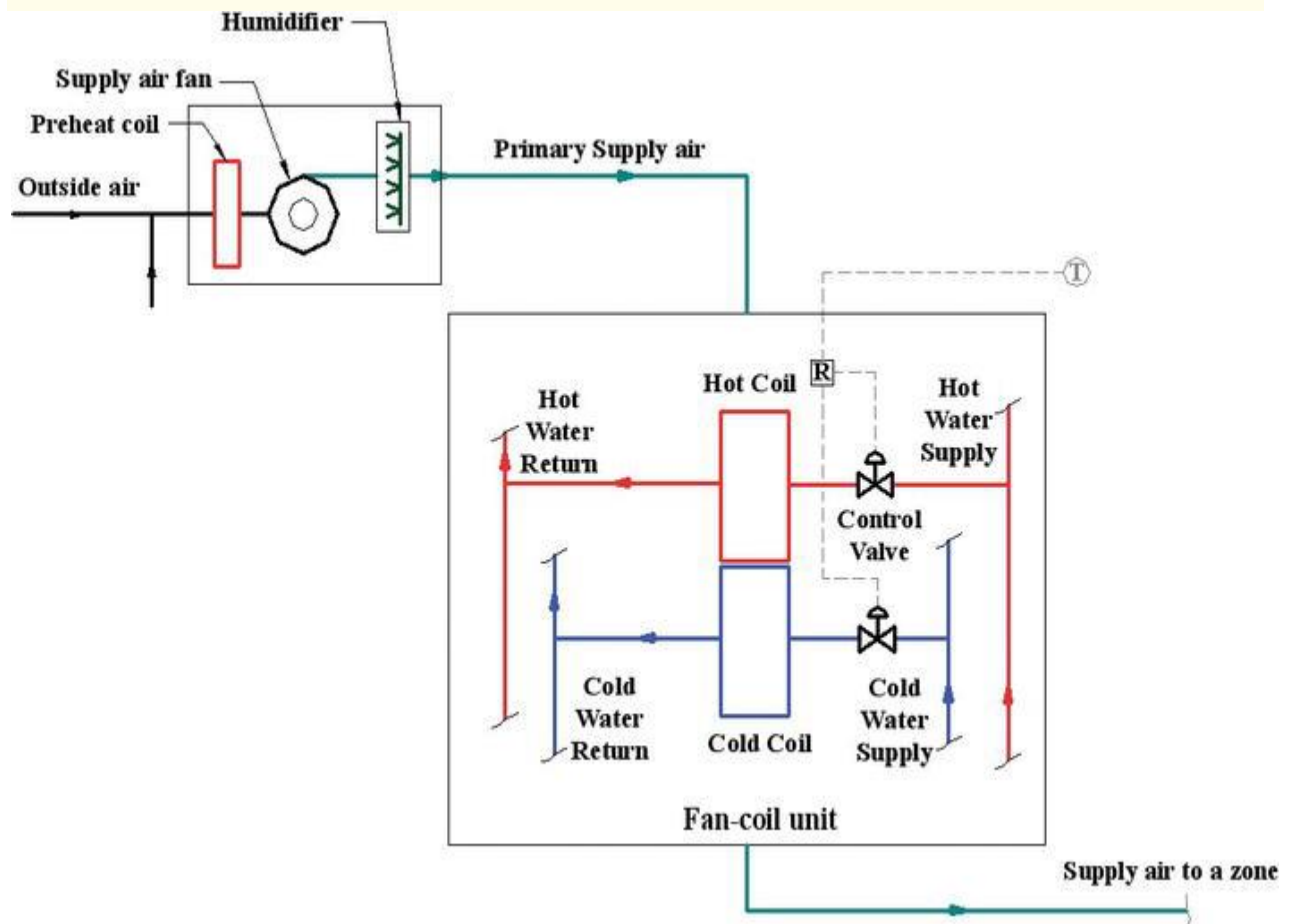 Humidifier
Supply air fan
Preheat coil
Primary Supply air
Outside air
T
R
Hot Coil
Hot
Water
Return
Hot
Water
Supply
Control
Valve
Cold
Water
Return
Cold
Water
Supply
Cold Coil
Fan-coil unit
Supply air to a zone